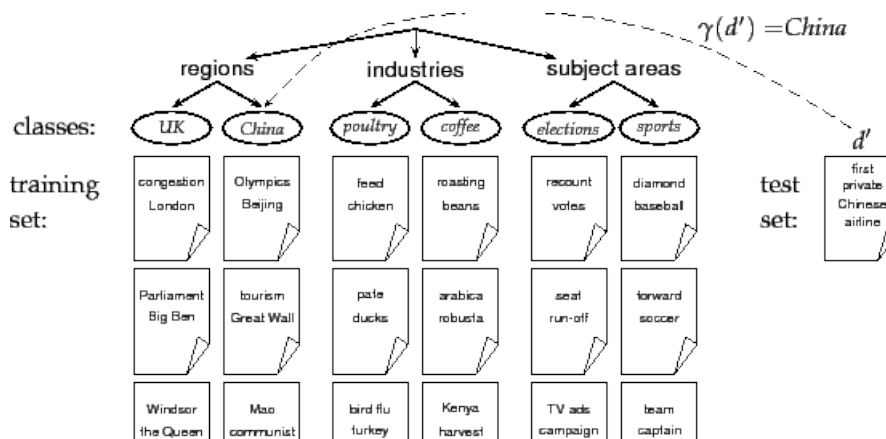 γ(d′) =China
regions industries subject areas
classes: UK China poultry coffee elections sports
d′
training set:
congestion London
Olympics Beijing
feed chicken
roasting beans
recount votes
diamond baseball
test set:
first private Chinese airline
Parliament Big Ben
tourism Great Wall
pate ducks
arabica robusta
seat run-off
forward soccer
Windsor the Queen
Mao communist
bird flu turkey
Kenya harvest
TV ads campaign
team captain